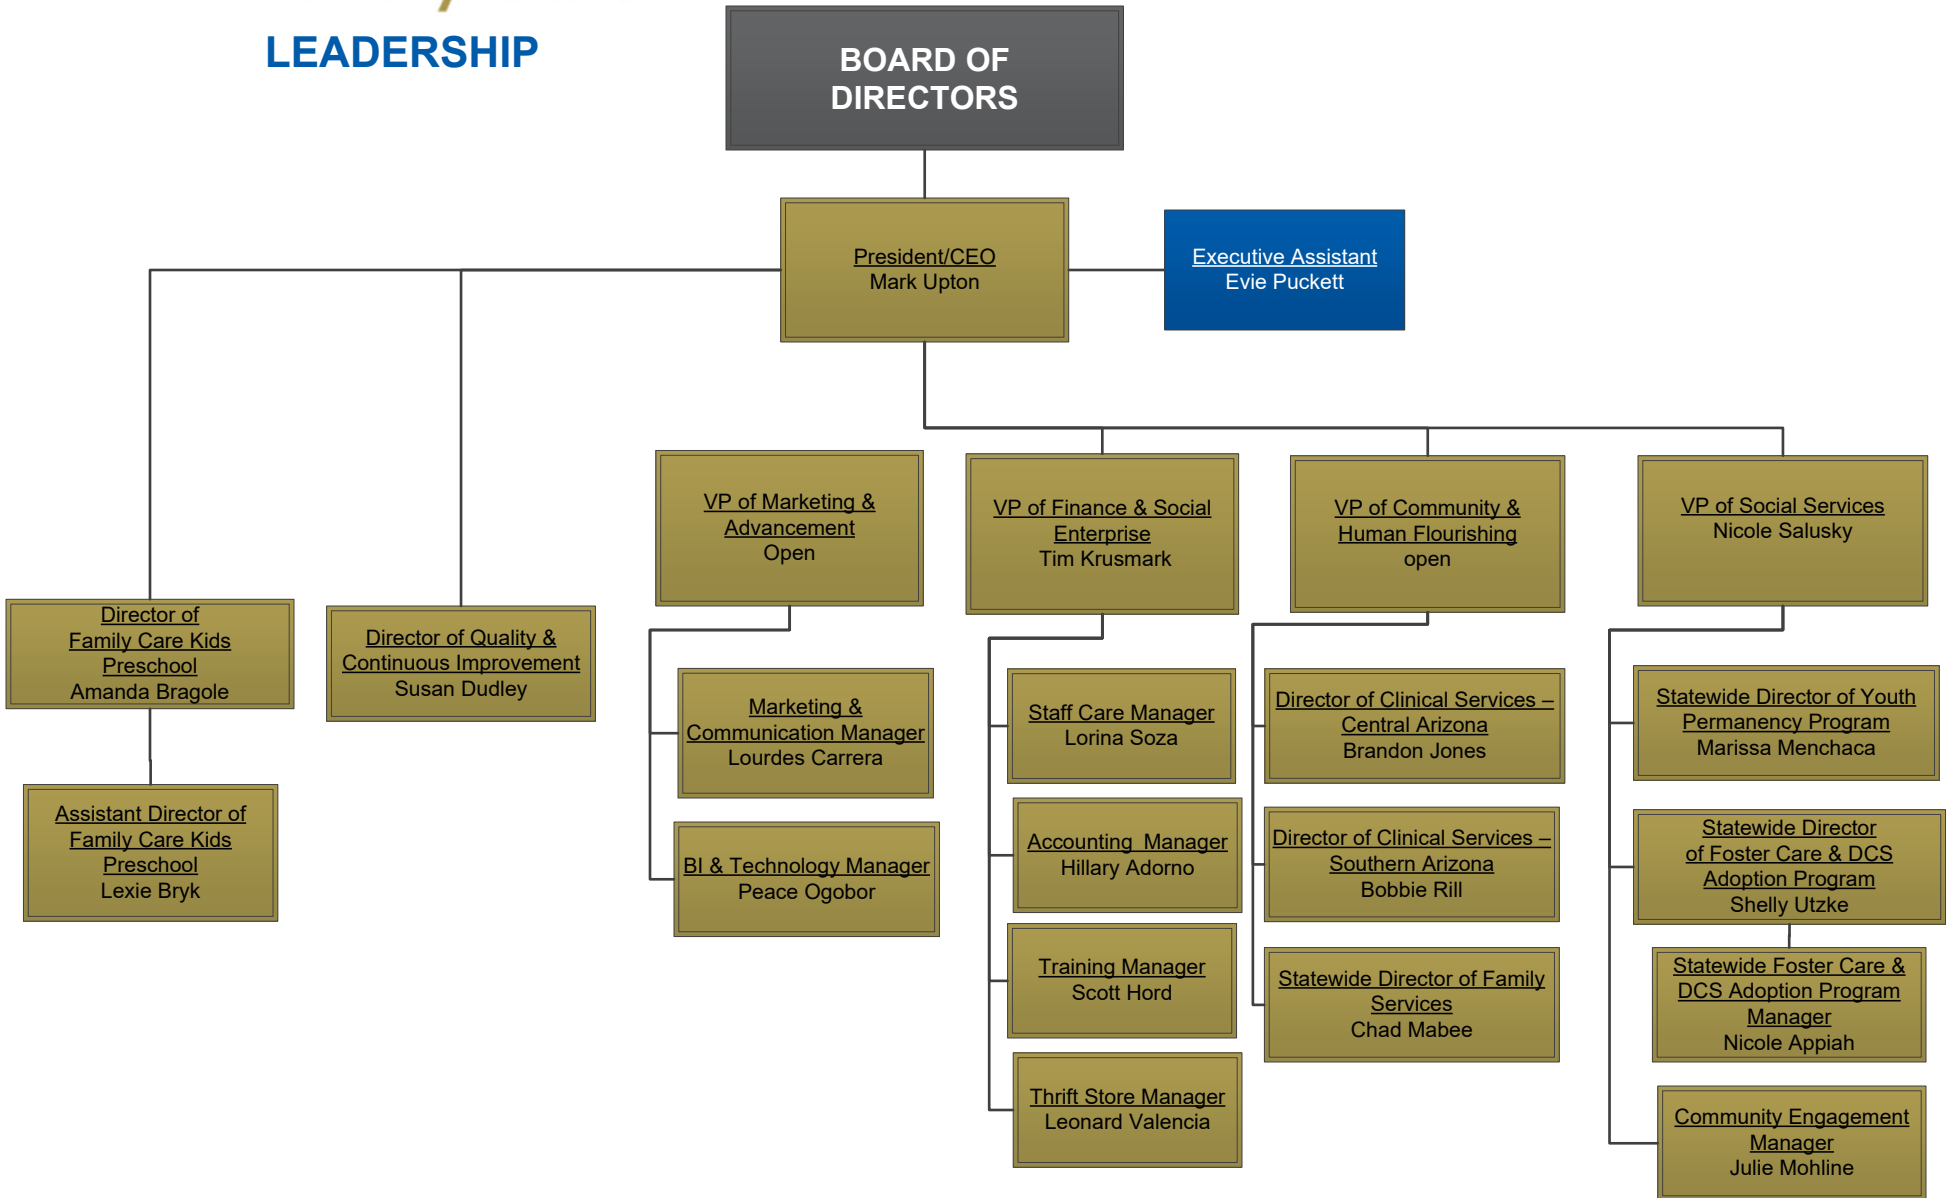 LEADERSHIP
BOARD OF
DIRECTORS
President/CEO
Mark Upton
Executive Assistant
Evie Puckett
VP of Marketing &
Advancement
Open
VP of Finance & Social
Enterprise
Tim Krusmark
VP of Community &
Human Flourishing
open
VP of Social Services
Nicole Salusky
Director of
Family Care Kids
Preschool
Amanda Bragole
Director of Quality &
Continuous Improvement
Susan Dudley
Assistant Director of
Family Care Kids
Preschool
Lexie Bryk
Marketing &
Communication Manager
Lourdes Carrera
BI & Technology Manager
Peace Ogobor
Staff Care Manager
Lorina Soza
Accounting  Manager
Hillary Adorno
Training Manager
Scott Hord
Thrift Store Manager
Leonard Valencia
Director of Clinical Services –
Central Arizona
Brandon Jones
Director of Clinical Services –
Southern Arizona
Bobbie Rill
Statewide Director of Family
Services
Chad Mabee
Statewide Director of Youth
Permanency Program
Marissa Menchaca
Statewide Director
of Foster Care & DCS
Adoption Program
Shelly Utzke
Statewide Foster Care &
DCS Adoption Program
Manager
Nicole Appiah
Community Engagement
Manager
Julie Mohline